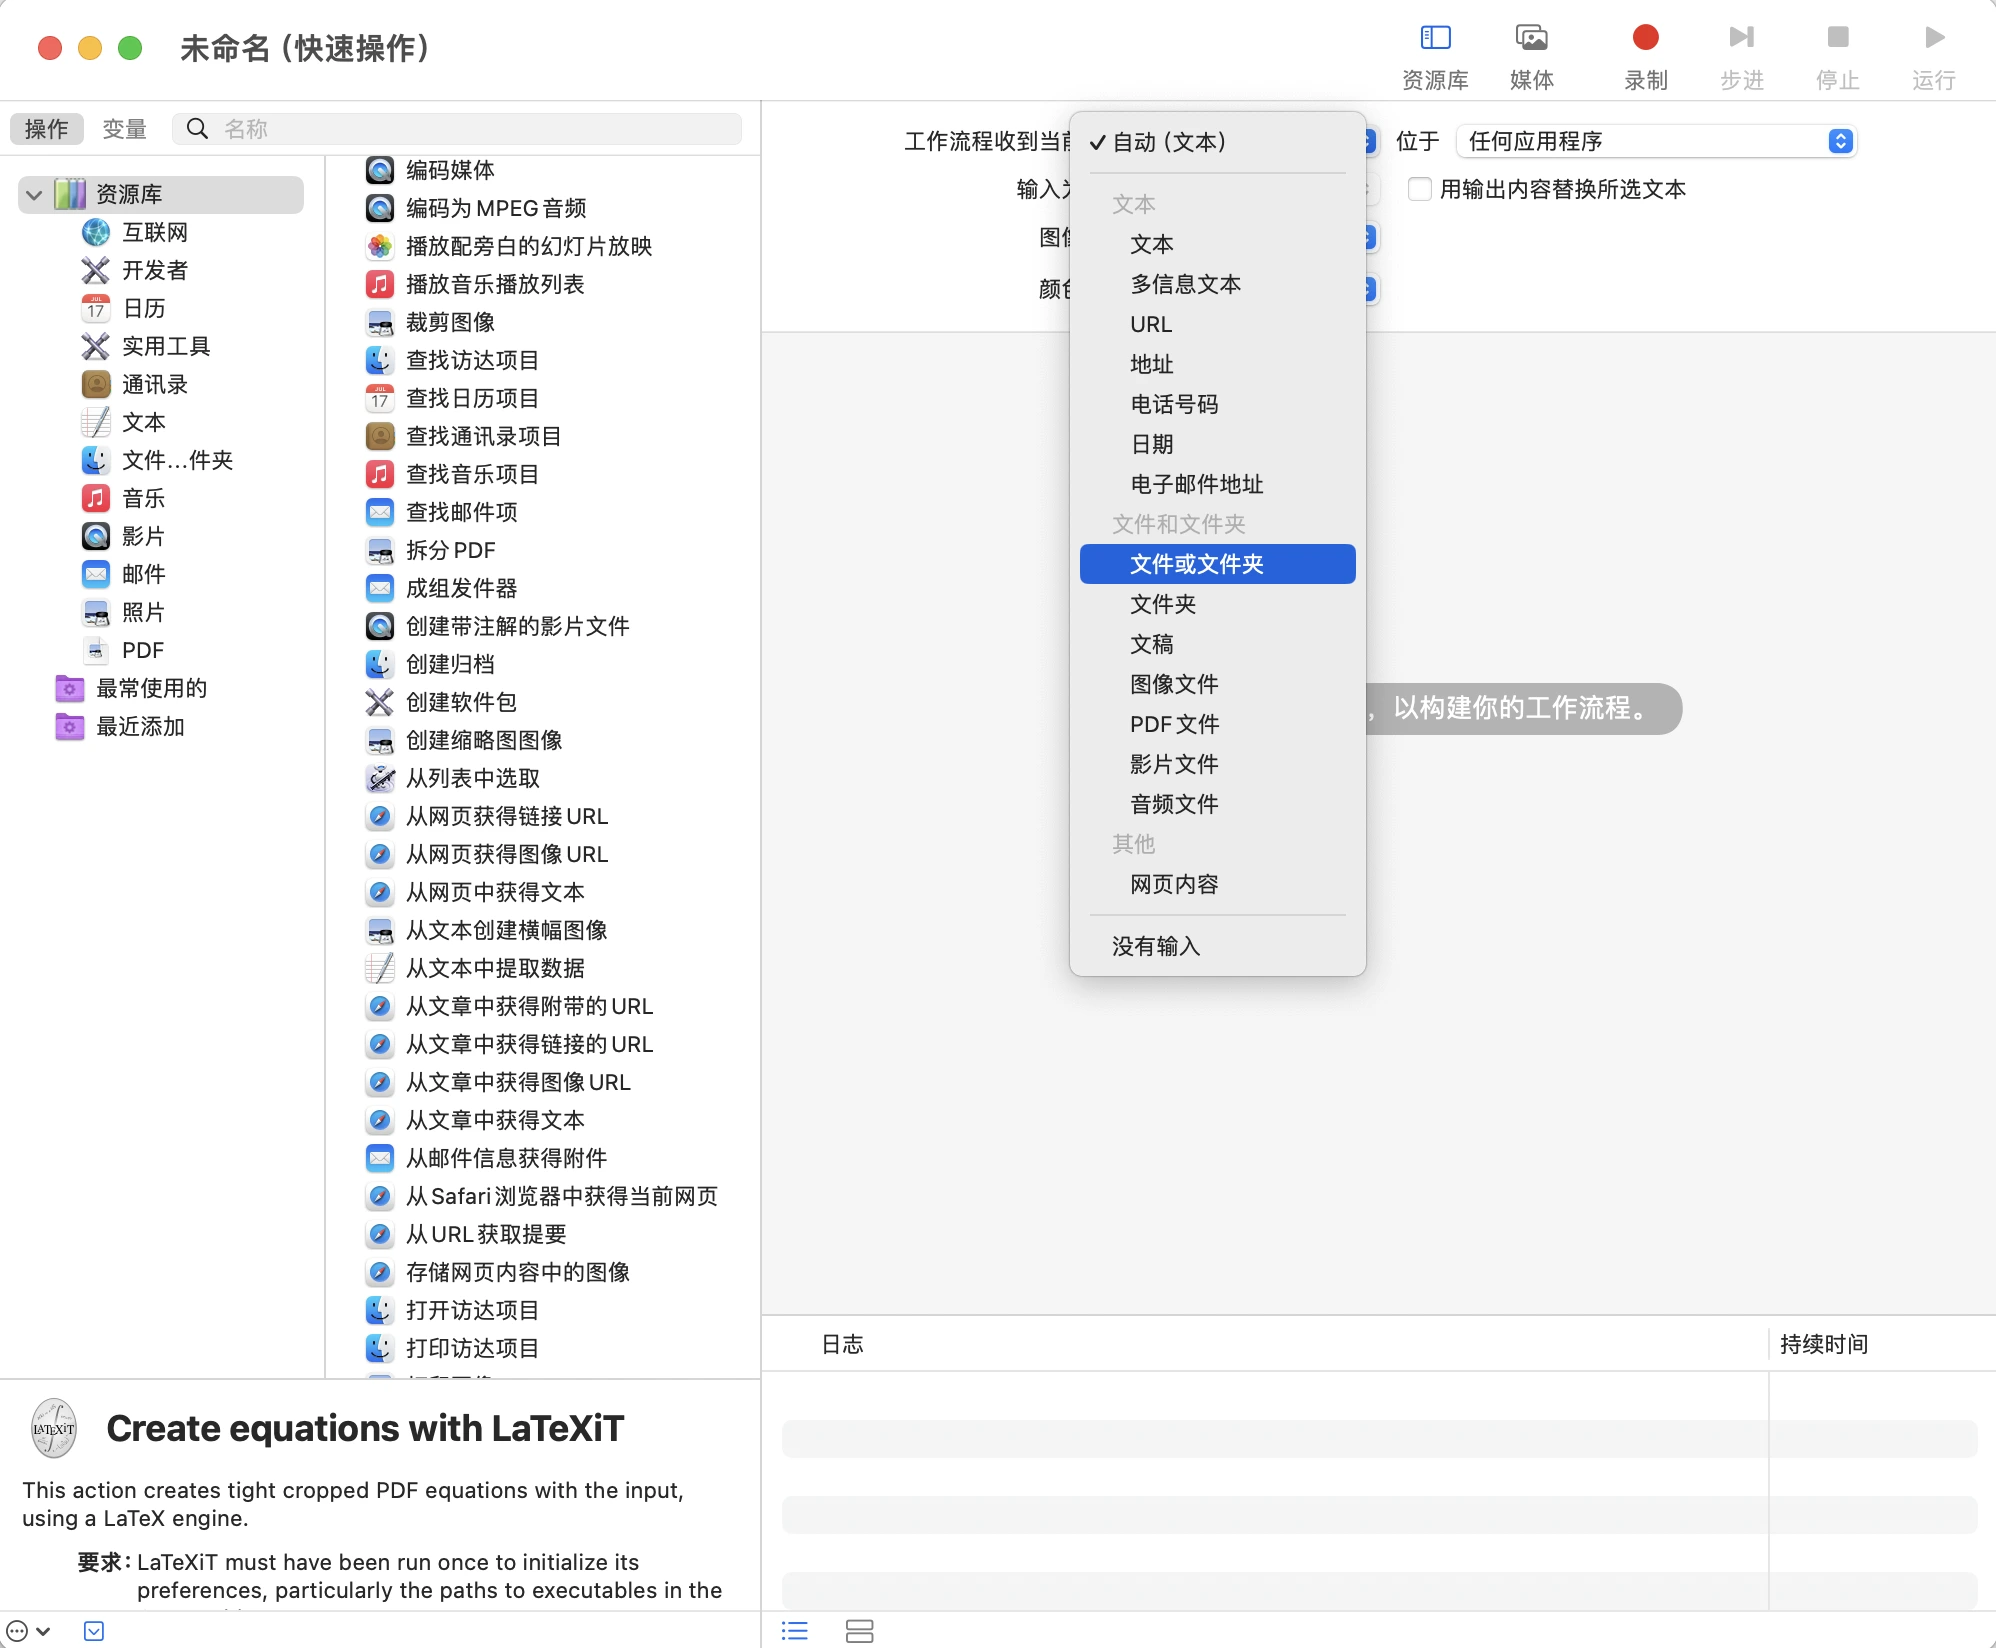 未命名 (快速操作)
资源库
媒体
录制
步进
停止
运行
操作
变量
名称
资源库
互联网
开发者
日历
实用工具
通讯录
文本
文件...件夹
音乐
影片
邮件
照片
PDF
最常使用的
最近添加
编码媒体
编码为 MPEG 音频
播放配旁白的幻灯片放映
播放音乐播放列表
裁剪图像
查找访达项目
查找日历项目
查找通讯录项目
查找音乐项目
查找邮件项
拆分 PDF
成组发件器
创建带注解的影片文件
创建归档
创建软件包
创建缩略图图像
从列表中选取
从网页获得链接 URL
从网页获得图像 URL
从网页中获得文本
从文本创建横幅图像
从文本中提取数据
从文章中获得附带的 URL
从文章中获得链接的 URL
从文章中获得图像 URL
从文章中获得文本
从邮件信息获得附件
从 Safari 浏览器中获得当前网页
从 URL 获取提要
存储网页内容中的图像
打开访达项目
打印访达项目
工作流程收到当前
位于
任何应用程序
输入为
用输出内容替换所选文本
图像
颜色
✓ 自动 (文本)
文本
文本
多信息文本
URL
地址
电话号码
日期
电子邮件地址
文件和文件夹
文件或文件夹
文件夹
文稿
图像文件
PDF 文件
影片文件
音频文件
其他
网页内容
没有输入
，以构建你的工作流程。
日志
持续时间
LATEXiT
Create equations with LaTeXiT
This action creates tight cropped PDF equations with the input,
using a LaTeX engine.
要求: LaTeXiT must have been run once to initialize its
preferences, particularly the paths to executables in the